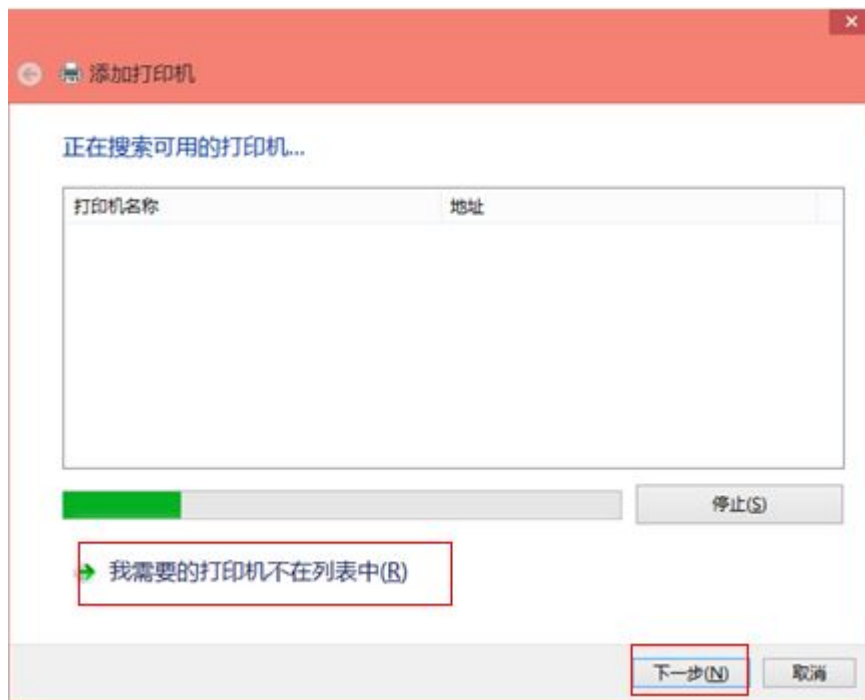 添加打印机
正在搜索可用的打印机...
打印机名称 地址
停止(S)
我需要的打印机不在列表中(R)
下一步(N) 取消